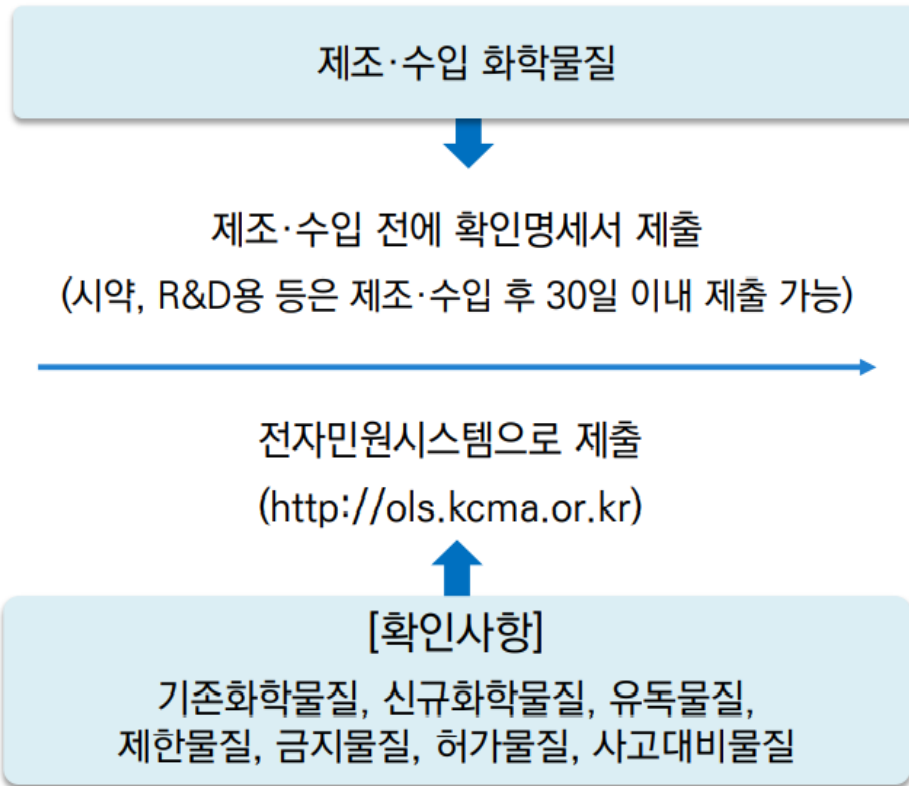 제조·수입 화학물질
제조·수입 전에 확인명세서 제출
(시약, R&D용 등은 제조·수입 후 30일 이내 제출 가능)
전자민원시스템으로 제출
(http://ols.kcma.or.kr)
[확인사항]
기존화학물질, 신규화학물질, 유독물질,
제한물질, 금지물질, 허가물질, 사고대비물질